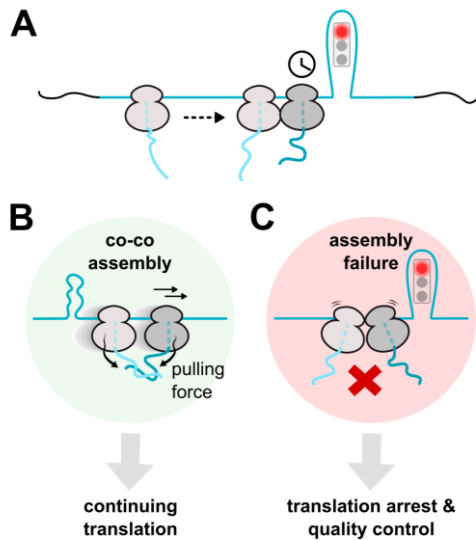 A
B
co-co
assembly
pulling
force
continuing
translation
C
assembly
failure
translation arrest &
quality control